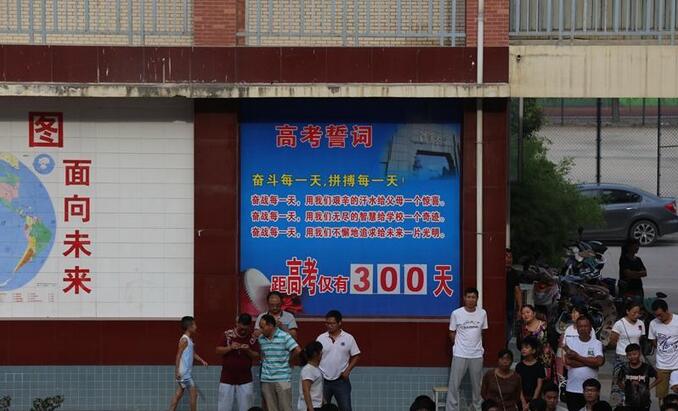 图
面向未来
高考誓词
奋斗每一天,拼搏每一天!
奋战每一天，用我们艰辛的汗水给父母一个惊喜。
奋战每一天，用我们无尽的智慧给学校一个奇迹。
奋战每一天，用我们不懈地追求给未来一片光明。
距高考仅有300天